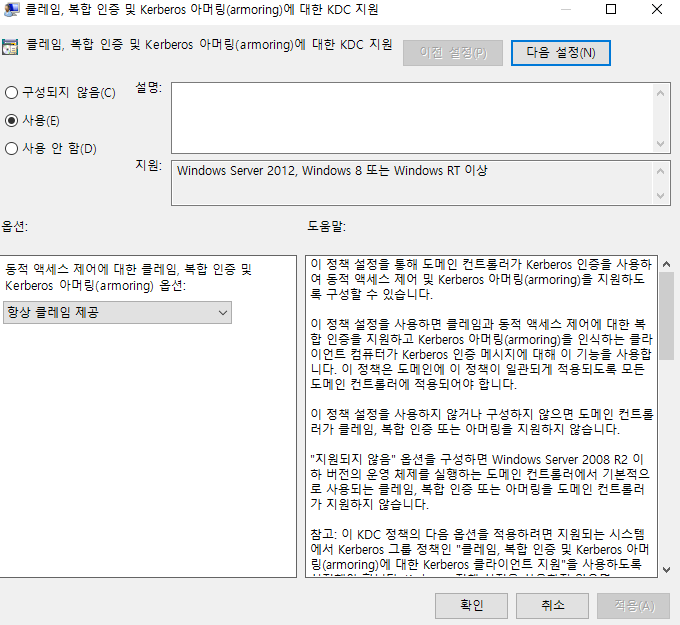 클레임, 복합 인증 및 Kerberos 아머링(armoring)에 대한 KDC 지원
클레임, 복합 인증 및 Kerberos 아머링(armoring)에 대한 KDC 지원
이전 설정(P)
다음 설정(N)
구성되지 않음(C)
사용(E)
사용 안 함(D)
설명:
지원:
Windows Server 2012, Windows 8 또는 Windows RT 이상
옵션:
도움말:
동적 액세스 제어에 대한 클레임, 복합 인증 및
Kerberos 아머링(armoring) 옵션:
항상 클레임 제공
이 정책 설정을 통해 도메인 컨트롤러가 Kerberos 인증을 사용하
여 동적 액세스 제어 및 Kerberos 아머링(armoring)을 지원하도
록 구성할 수 있습니다.
이 정책 설정을 사용하면 클레임과 동적 액세스 제어에 대한 복
합 인증을 지원하고 Kerberos 아머링(armoring)을 인식하는 클라
이언트 컴퓨터가 Kerberos 인증 메시지에 대해 이 기능을 사용합
니다. 이 정책은 도메인에 이 정책이 일관되게 적용되도록 모든
도메인 컨트롤러에 적용되어야 합니다.
이 정책 설정을 사용하지 않거나 구성하지 않으면 도메인 컨트롤
러가 클레임, 복합 인증 또는 아머링을 지원하지 않습니다.
"지원되지 않음" 옵션을 구성하면 Windows Server 2008 R2 이
하 버전의 운영 체제를 실행하는 도메인 컨트롤러에서 기본적으
로 사용되는 클레임, 복합 인증 또는 아머링을 도메인 컨트롤러
가 지원하지 않습니다.
참고: 이 KDC 정책의 다음 옵션을 적용하려면 지원되는 시스템
에서 Kerberos 그룹 정책인 "클레임, 복합 인증 및 Kerberos 아머
링(armoring)에 대한 Kerberos 클라이언트 지원"을 사용하도록
확인
취소
적용(A)